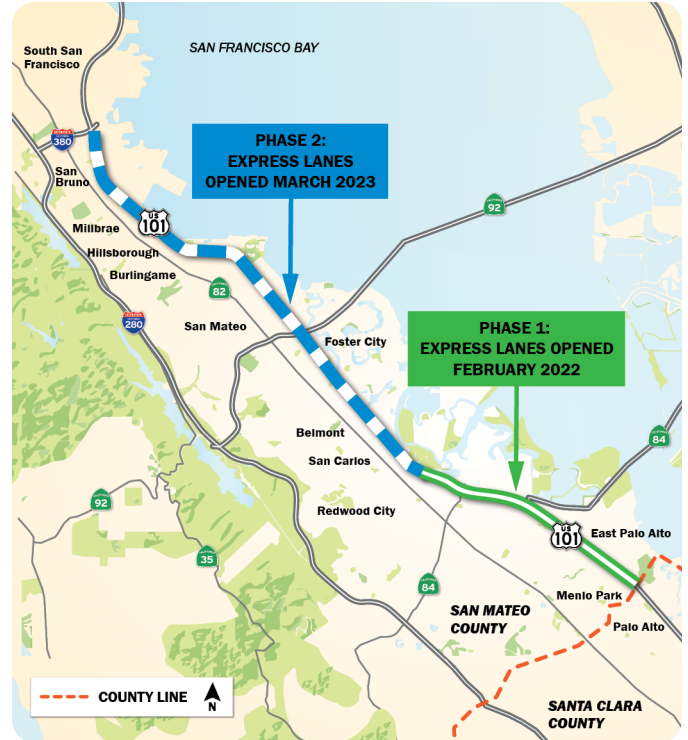 South San
Francisco
SAN FRANCISCO BAY
PHASE 2:
EXPRESS LANES
OPENED MARCH 2023
380
San
Bruno
92
US
101
Millbrae
Hillsborough
Burlingame
82
280
San Mateo
Foster City
PHASE 1:
EXPRESS LANES OPENED
FEBRUARY 2022
Belmont
84
San Carlos
92
Redwood City
US
101
East Palo Alto
35
84
Menlo Park
SAN MATEO
COUNTY
Palo Alto
COUNTY LINE
N
SANTA CLARA
COUNTY